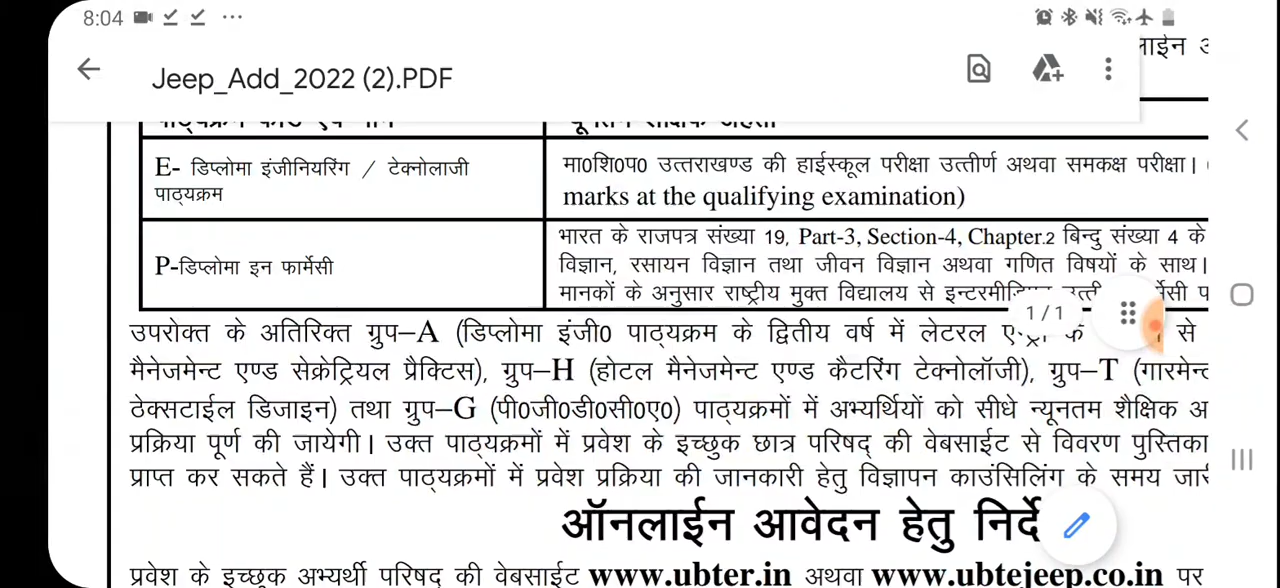 8:04
लाईन
Jeep_Add_2022 (2).PDF
E- डिप्लोमा इंजीनियरिंग / टेक्नोलाजी
पाठ्यक्रम
मा0शि0प0 उत्तराखण्ड की हाईस्कूल परीक्षा उत्तीर्ण अथवा समकक्ष परीक्षा। (
marks at the qualifying examination)
P-डिप्लोमा इन फार्मेसी
भारत के राजपत्र संख्या 19, Part-3, Section-4, Chapter.2 बिन्दु संख्या 4 के
विज्ञान, रसायन विज्ञान तथा जीवन विज्ञान अथवा गणित विषयों के साथ।
मानकों के अनुसार राष्ट्रीय मुक्त विद्यालय से
1 / 1
उपरोक्त के अतिरिक्त ग्रुप–A (डिप्लोमा इंजी0 पाठ्यक्रम के द्वितीय वर्ष में लेटरल के से
मैनेजमेन्ट एण्ड सेक्रेट्रियल प्रैक्टिस), ग्रुप–H (होटल मैनेजमेन्ट एण्ड कैटरिंग टेक्नोलॉजी), ग्रुप–T (गारमेन्ट
ठेक्सटाईल डिजाइन) तथा ग्रुप–G (पी0जी0डी0सी0ए0) पाठ्यक्रमों में अभ्यर्थियों को सीधे न्यूनतम शैक्षिक अ
प्रक्रिया पूर्ण की जायेगी। उक्त पाठ्यक्रमों में प्रवेश के इच्छुक छात्र परिषद् की वेबसाईट से विवरण पुस्तिका
प्राप्त कर सकते हैं। उक्त पाठ्यक्रमों में प्रवेश प्रक्रिया की जानकारी हेतु विज्ञापन काउंसिलिंग के समय जारी
ऑनलाईन आवेदन हेतु निर्दे
प्रवेश के इच्छुक अभ्यर्थी परिषद् की वेबसाईट www.ubter.in अथवा www.ubtejeep.co.in पर